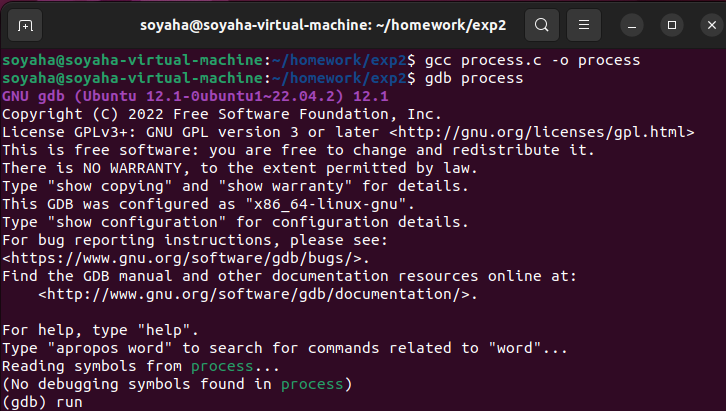 soyaha@soyaha-virtual-machine: ~/homework/exp2
soyaha@soyaha-virtual-machine:~/homework/exp2$ gcc process.c -o process
soyaha@soyaha-virtual-machine:~/homework/exp2$ gdb process
GNU gdb (Ubuntu 12.1-0ubuntu1~22.04.2) 12.1
Copyright (C) 2022 Free Software Foundation, Inc.
License GPLv3+: GNU GPL version 3 or later <http://gnu.org/licenses/gpl.html>
This is free software: you are free to change and redistribute it.
There is NO WARRANTY, to the extent permitted by law.
Type "show copying" and "show warranty" for details.
This GDB was configured as "x86_64-linux-gnu".
Type "show configuration" for configuration details.
For bug reporting instructions, please see:
<https://www.gnu.org/software/gdb/bugs/>.
Find the GDB manual and other documentation resources online at:
    <http://www.gnu.org/software/gdb/documentation/>.

For help, type "help".
Type "apropos word" to search for commands related to "word"...
Reading symbols from process...
(No debugging symbols found in process)
(gdb) run